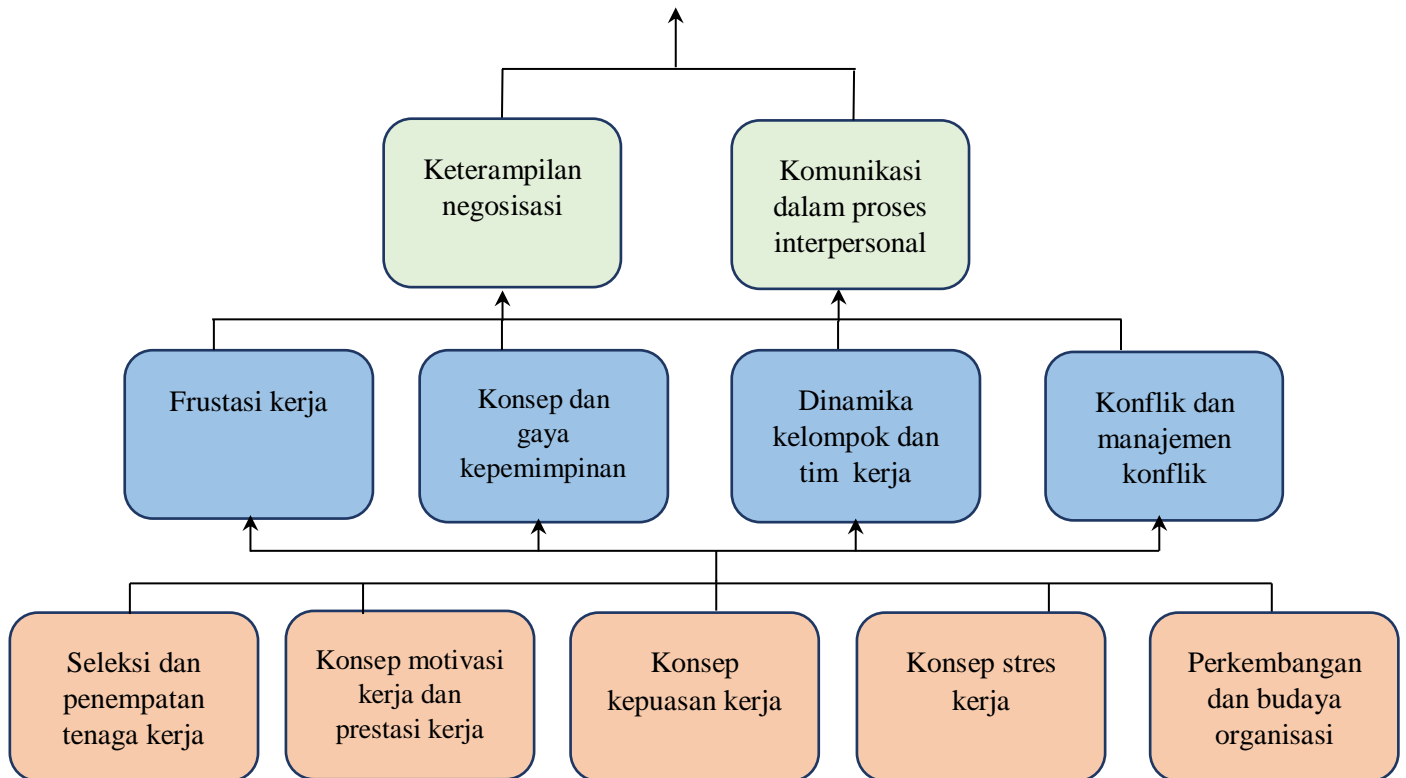 Keterampilan
negosisasi
Komunikasi
dalam proses
interpersonal
Frustasi kerja
Konsep dan
gaya
kepemimpinan
Dinamika
kelompok dan
tim kerja
Konflik dan
manajemen
konflik
Seleksi dan
penempatan
tenaga kerja
Konsep motivasi
kerja dan
prestasi kerja
Konsep
kepuasan kerja
Konsep stres
kerja
Perkembangan
dan budaya
organisasi